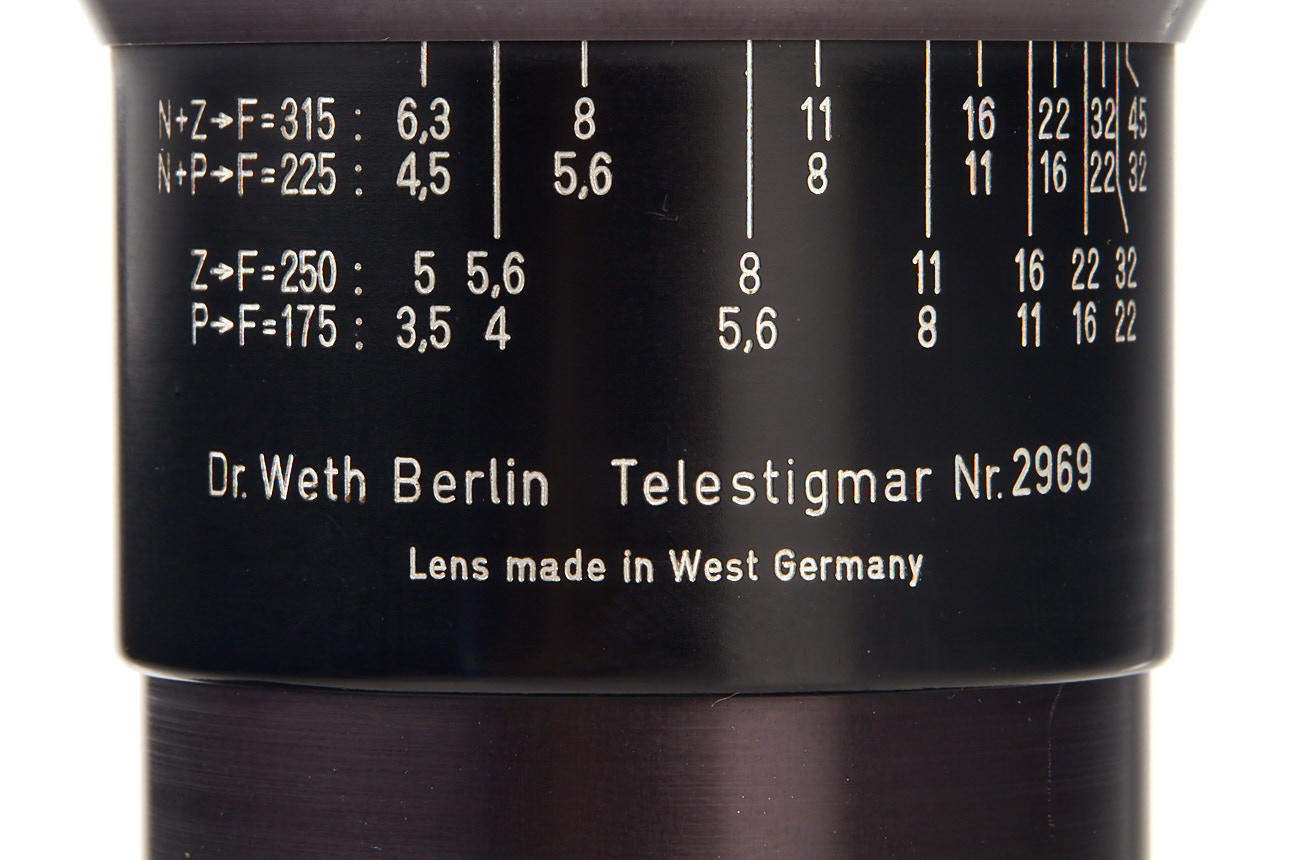 N+Z→F=315 : 6,3 8 11 16 22 32 45
N+P→F=225 : 4,5 5,6 8 11 16 22 32
Z→F=250 : 5 5,6 8 11 16 22 32
P→F=175 : 3,5 4 5,6 8 11 16 22
Dr. Weth Berlin Telestigmar Nr. 2969
Lens made in West Germany